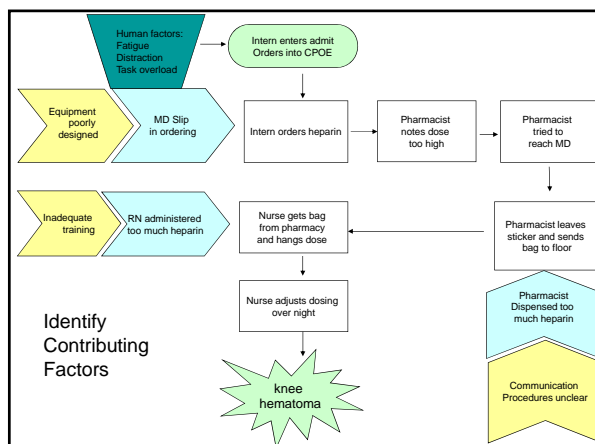 Human factors:
Fatigue
Distraction
Task overload
Intern enters admit
Orders into CPOE
Equipment
poorly
designed
MD Slip
in ordering
Intern orders heparin
Pharmacist
notes dose
too high
Pharmacist
tried to
reach MD
Inadequate
training
RN administered
too much heparin
Nurse gets bag
from pharmacy
and hangs dose
Pharmacist leaves
sticker and sends
bag to floor
Nurse adjusts dosing
over night
Pharmacist
Dispensed too
much heparin
Identify
Contributing
Factors
knee
hematoma
Communication
Procedures unclear